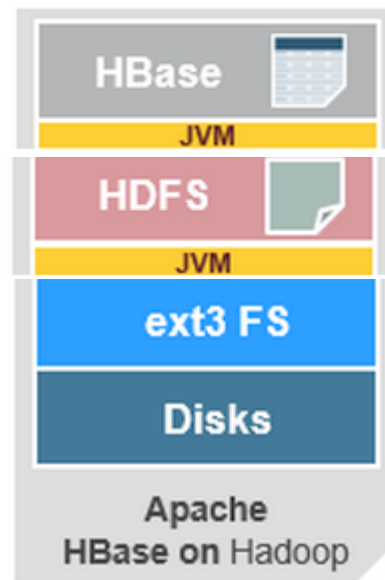 HBase
JVM
HDFS
JVM
ext3 FS
Disks
Apache
HBase on Hadoop